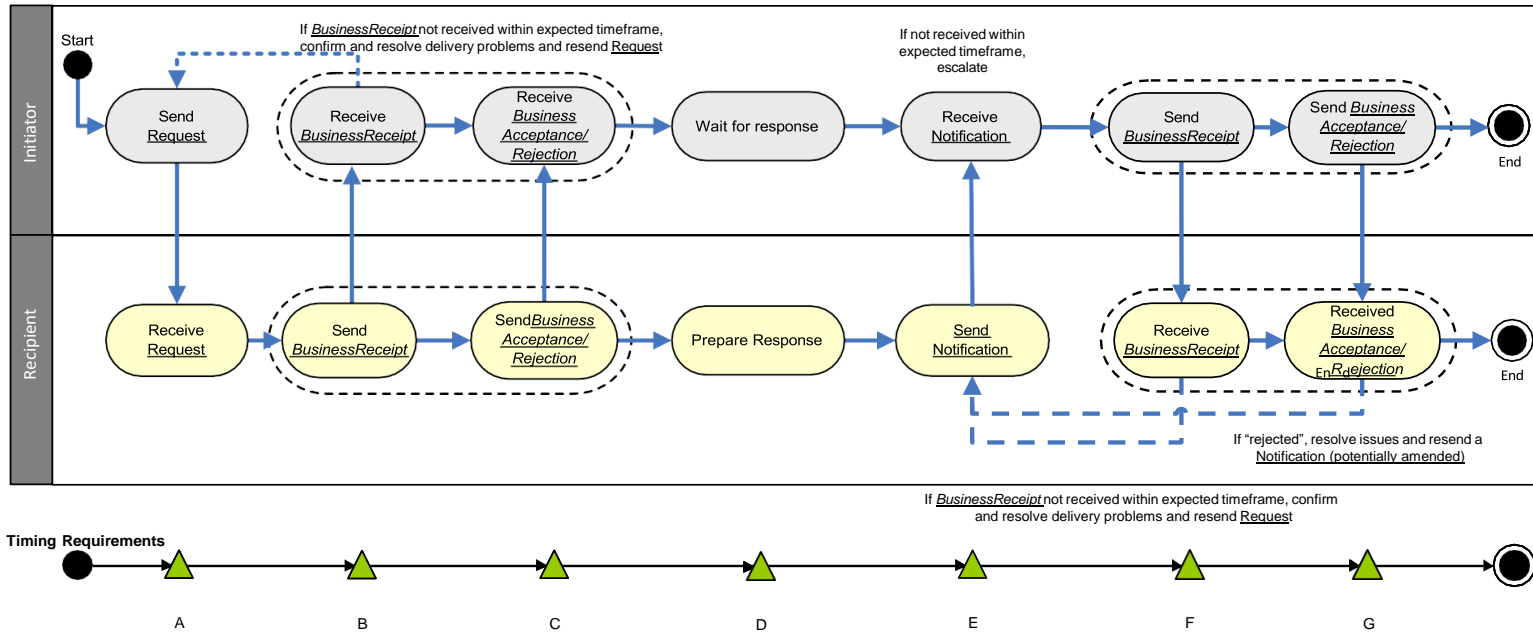 Initiator
Start
If BusinessReceipt not received within expected timeframe,
confirm and resolve delivery problems and resend Request
If not received within
expected timeframe,
escalate
Send
Request
Receive
BusinessReceipt
Receive
Business
Acceptance/
Rejection
Wait for response
Receive
Notification
Send
BusinessReceipt
Send Business
Acceptance/
Rejection
End
Recipient
Receive
Request
Send
BusinessReceipt
SendBusiness
Acceptance/
Rejection
Prepare Response
Send
Notification
Receive
BusinessReceipt
Received
Business
Acceptance/
Rejection
End
End
If “rejected”, resolve issues and resend a
Notification (potentially amended)
If BusinessReceipt not received within expected timeframe, confirm
and resolve delivery problems and resend Request
Timing Requirements
A
B
C
D
E
F
G